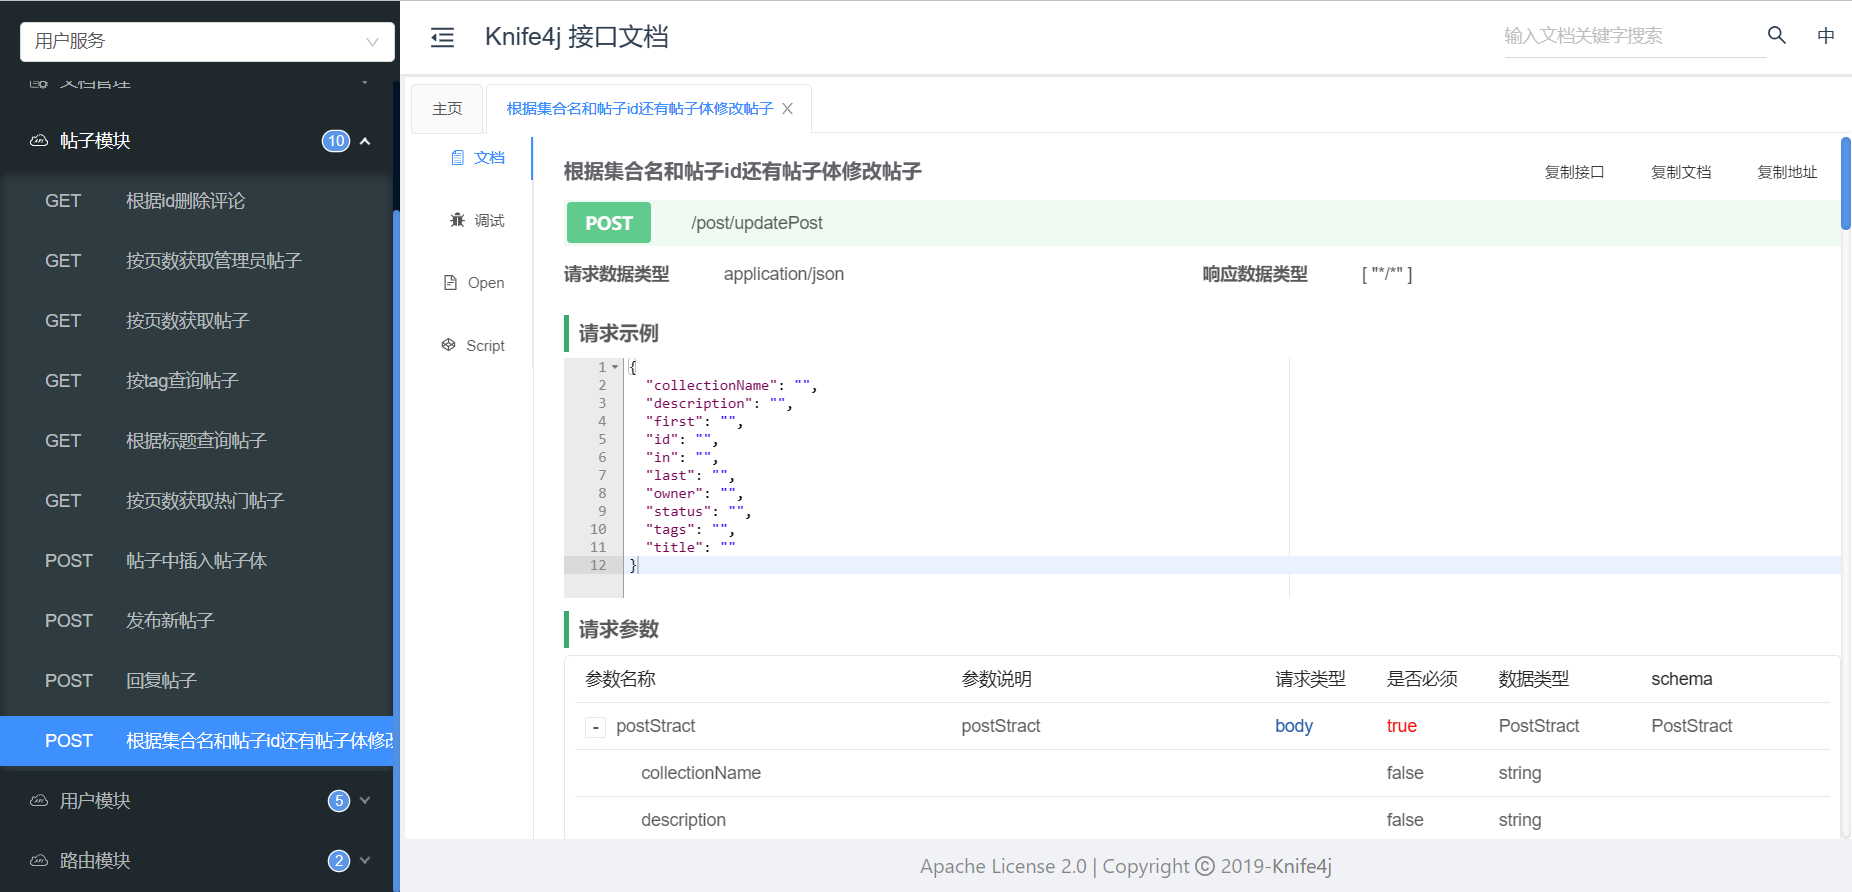 用户服务
文档管理
帖子模块 10
GET 根据id删除评论
GET 按页数获取管理员帖子
GET 按页数获取帖子
GET 按tag查询帖子
GET 根据标题查询帖子
GET 按页数获取热门帖子
POST 帖子中插入帖子体
POST 发布新帖子
POST 回复帖子
POST 根据集合名和帖子id还有帖子体修改
用户模块 5
路由模块 2
Knife4j 接口文档
输入文档关键字搜索 中
主页 根据集合名和帖子id还有帖子体修改帖子
文档
调试
Open
Script
根据集合名和帖子id还有帖子体修改帖子 复制接口 复制文档 复制地址
POST /post/updatePost
请求数据类型 application/json 响应数据类型 [ "*/*" ]
请求示例
1 {
2 "collectionName": "",
3 "description": "",
4 "first": "",
5 "id": "",
6 "in": "",
7 "last": "",
8 "owner": "",
9 "status": "",
10 "tags": "",
11 "title": ""
12 }
请求参数
参数名称 参数说明 请求类型 是否必须 数据类型 schema
- postStract postStract body true PostStract PostStract
collectionName false string
description false string
Apache License 2.0 | Copyright © 2019-Knife4j